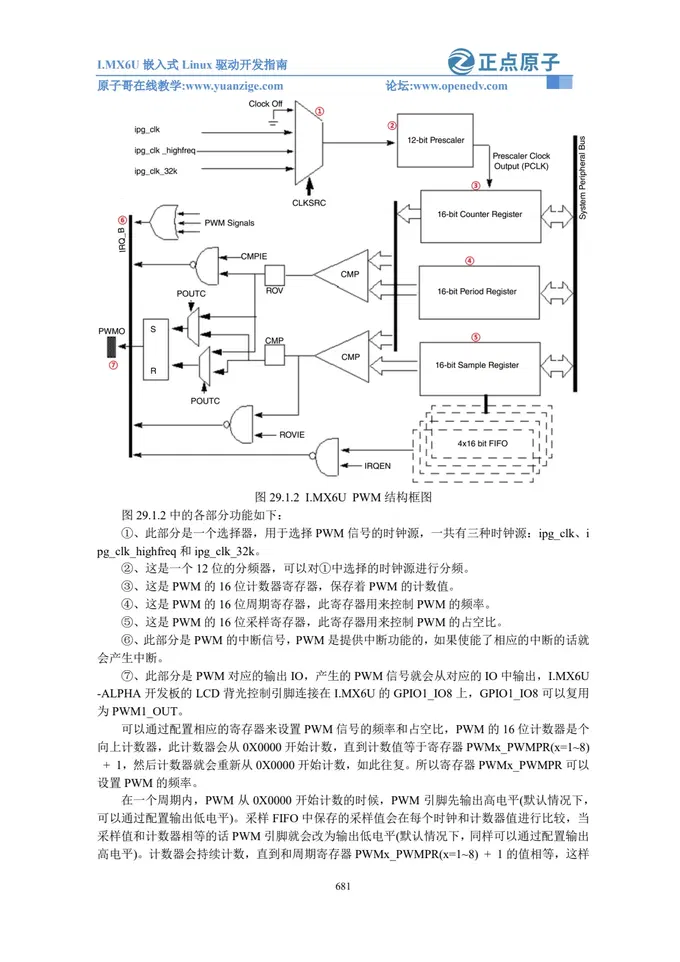 I.MX6U 嵌入式 Linux 驱动开发指南
正点原子
原子哥在线教学:www.yuanzige.com
论坛:www.openedv.com
Clock Off
①
ipg_clk
②
12-bit Prescaler
ipg_clk _highfreq
Prescaler Clock
Output (PCLK)
ipg_clk_32k
System Peripheral Bus
③
CLKSRC
⑥
PWM Signals
16-bit Counter Register
IRQ_B
CMPIE
④
CMP
POUTC
ROV
16-bit Period Register
PWMO
S
CMP
⑤
CMP
16-bit Sample Register
⑦
R
POUTC
ROVIE
4x16 bit FIFO
IRQEN
图 29.1.2 I.MX6U PWM 结构框图
图 29.1.2 中的各部分功能如下：
①、此部分是一个选择器，用于选择 PWM 信号的时钟源，一共有三种时钟源：ipg_clk、i
pg_clk_highfreq 和 ipg_clk_32k。
②、这是一个 12 位的分频器，可以对①中选择的时钟源进行分频。
③、这是 PWM 的 16 位计数器寄存器，保存着 PWM 的计数值。
④、这是 PWM 的 16 位周期寄存器，此寄存器用来控制 PWM 的频率。
⑤、这是 PWM 的 16 位采样寄存器，此寄存器用来控制 PWM 的占空比。
⑥、此部分是 PWM 的中断信号，PWM 是提供中断功能的，如果使能了相应的中断的话就
会产生中断。
⑦、此部分是 PWM 对应的输出 IO，产生的 PWM 信号就会从对应的 IO 中输出，I.MX6U
-ALPHA 开发板的 LCD 背光控制引脚连接在 I.MX6U 的 GPIO1_IO8 上，GPIO1_IO8 可以复用
为 PWM1_OUT。
可以通过配置相应的寄存器来设置 PWM 信号的频率和占空比，PWM 的 16 位计数器是个
向上计数器，此计数器会从 0X0000 开始计数，直到计数值等于寄存器 PWMx_PWMPR(x=1~8)
+ 1，然后计数器就会重新从 0X0000 开始计数，如此往复。所以寄存器 PWMx_PWMPR 可以
设置 PWM 的频率。
在一个周期内，PWM 从 0X0000 开始计数的时候，PWM 引脚先输出高电平(默认情况下，
可以通过配置输出低电平)。采样 FIFO 中保存的采样值会在每个时钟和计数器值进行比较，当
采样值和计数器相等的话 PWM 引脚就会改为输出低电平(默认情况下，同样可以通过配置输出
高电平)。计数器会持续计数，直到和周期寄存器 PWMx_PWMPR(x=1~8) + 1 的值相等，这样
681